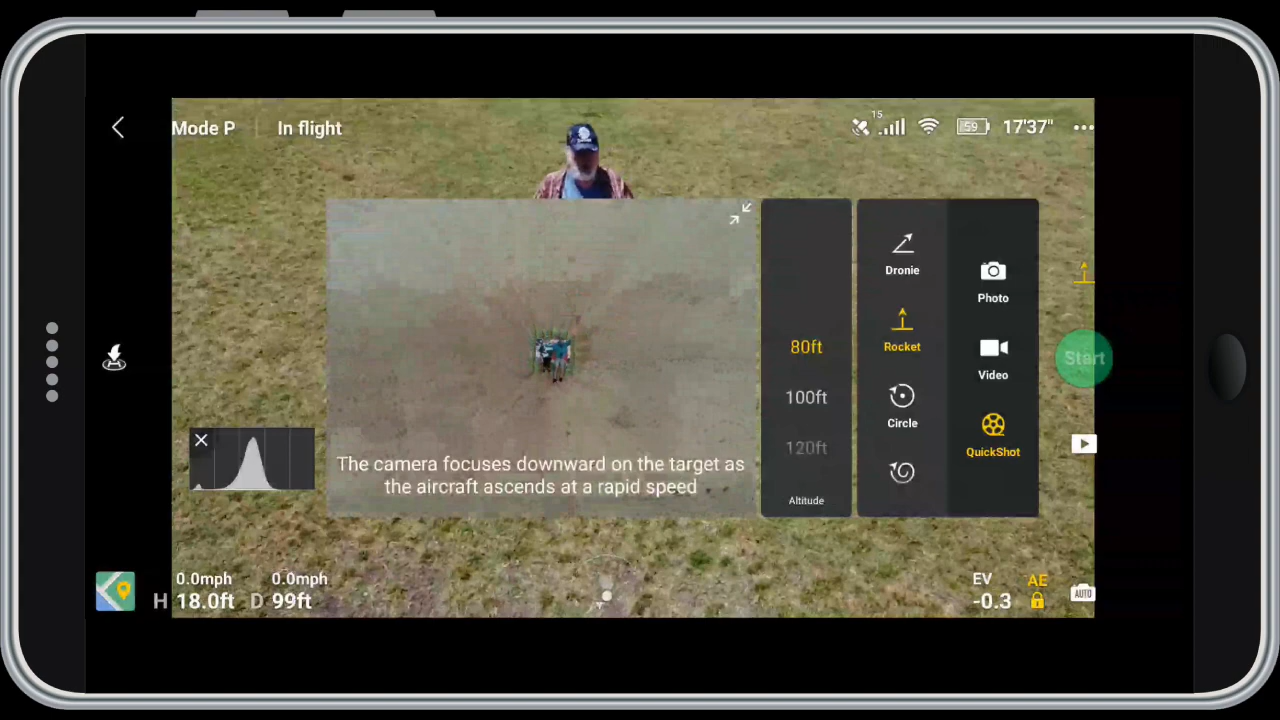 Mode P
In flight
15
59
17'37"
Dronie
Rocket
Circle
Photo
Video
QuickShot
80ft
100ft
120ft
Altitude
Start
The camera focuses downward on the target as
the aircraft ascends at a rapid speed
0.0mph 0.0mph
H 18.0ft D 99ft
EV
-0.3
AE
AUTO